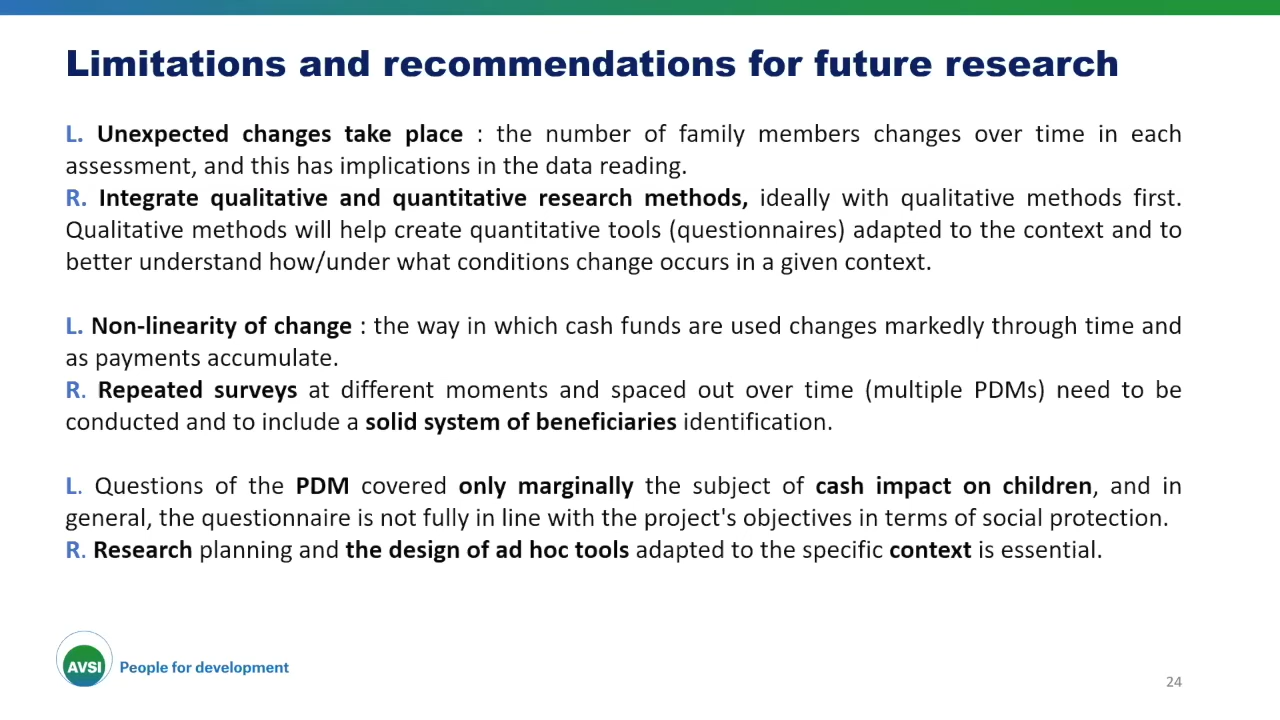 Limitations and recommendations for future research
L. Unexpected changes take place : the number of family members changes over time in each
assessment, and this has implications in the data reading.
R. Integrate qualitative and quantitative research methods, ideally with qualitative methods first.
Qualitative methods will help create quantitative tools (questionnaires) adapted to the context and to
better understand how/under what conditions change occurs in a given context.
L. Non-linearity of change : the way in which cash funds are used changes markedly through time and
as payments accumulate.
R. Repeated surveys at different moments and spaced out over time (multiple PDMs) need to be
conducted and to include a solid system of beneficiaries identification.
L. Questions of the PDM covered only marginally the subject of cash impact on children, and in
general, the questionnaire is not fully in line with the project's objectives in terms of social protection.
R. Research planning and the design of ad hoc tools adapted to the specific context is essential.
AVSI People for development
24